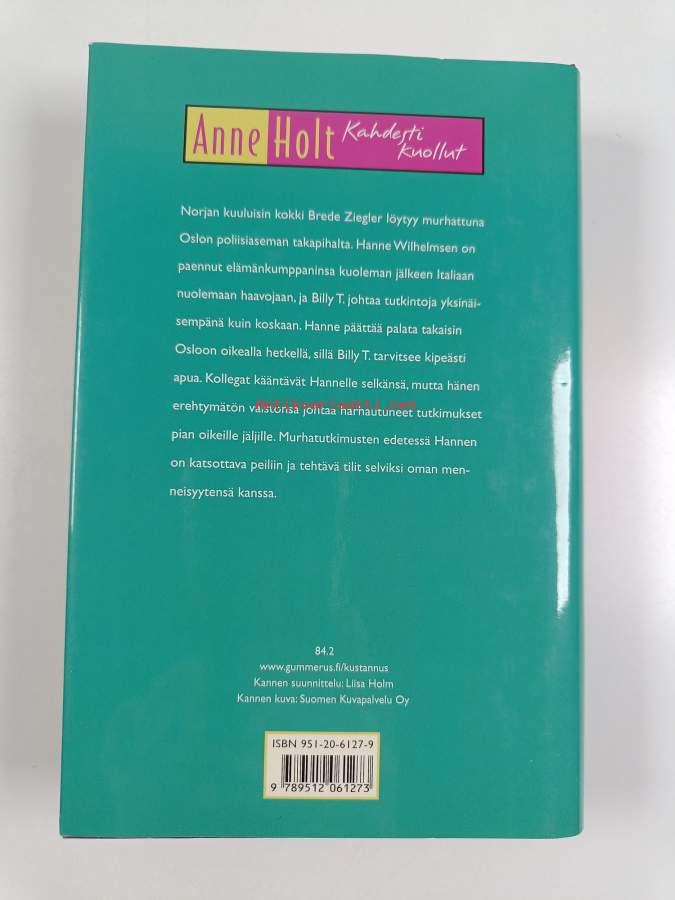 Anne Holt Kahdesti kuollut
Norjan kuuluisin kokki Brede Ziegler löytyy murhattuna
Oslon poliisiaseman takapihalta. Hanne Wilhelmsen on
paennut elämänkumppaninsa kuoleman jälkeen Italiaan
nuolemaan haavojaan, ja Billy T. johtaa tutkintoja yksinäi-
sempänä kuin koskaan. Hanne päättää palata takaisin
Osloon oikealla hetkellä, sillä Billy T. tarvitsee kipeästi
apua. Kollegat kääntävät Hannelle selkänsä, mutta hänen
antikvariaatti.net
erehtymätön vaistonsa johtaa harhautuneet tutkimukset
pian oikeille jäljille. Murhatutkimusten edetessä Hannen
on katsottava peiliin ja tehtävä tilit selviksi oman men-
neisyytensä kanssa.
84.2
www.gummerus.fi/kustannus
Kannen suunnittelu: Liisa Holm
Kannen kuva: Suomen Kuvapalvelu Oy
ISBN 951-20-6127-9
9 789512 061273